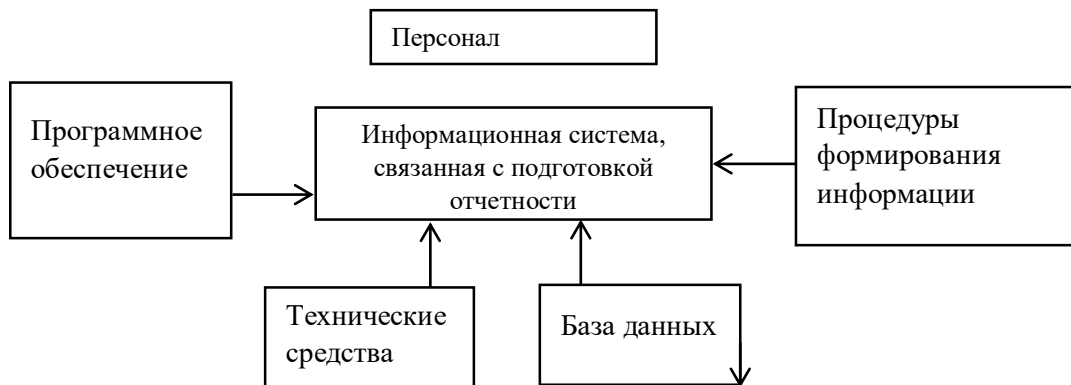 Персонал
Программное
обеспечение
Информационная система,
связанная с подготовкой
отчетности
Процедуры
формирования
информации
Технические
средства
База данных